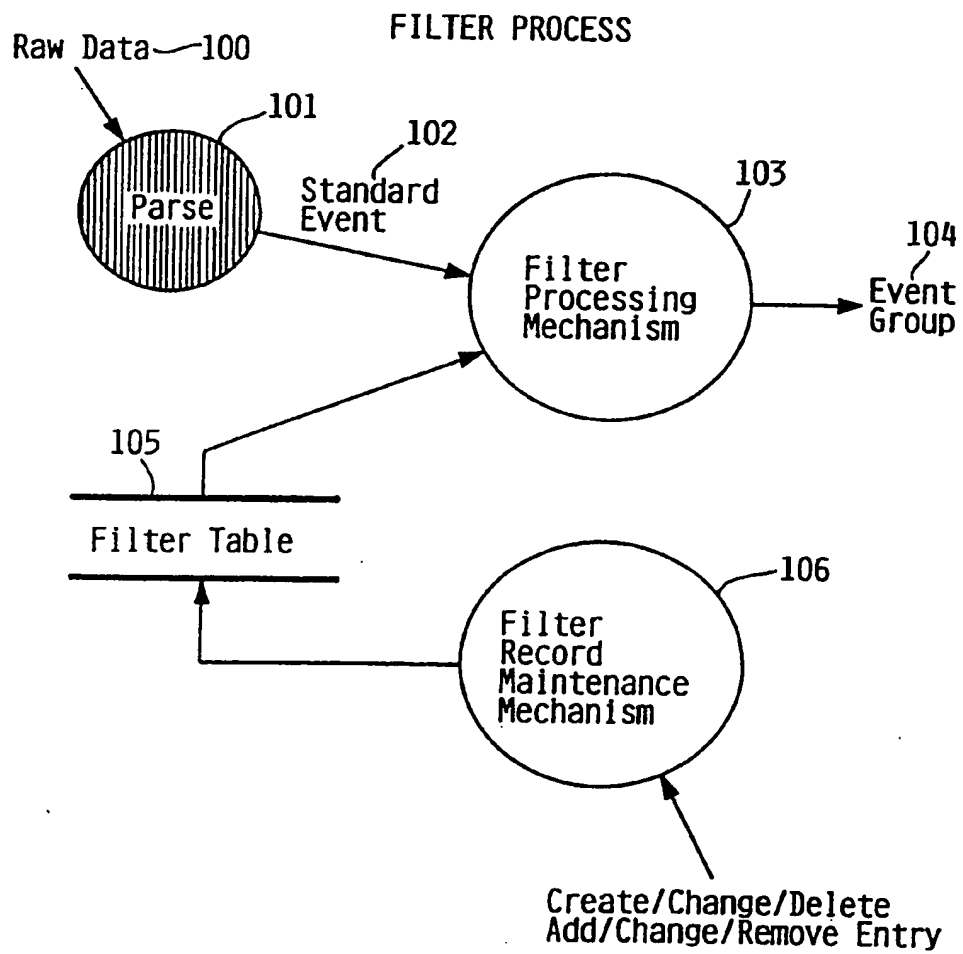 FILTER PROCESS
Raw Data 100
101
102
Parse
Standard
Event
103
104
Filter
Processing
Mechanism
Event
Group
105
Filter Table
106
Filter
Record
Maintenance
Mechanism
Create/Change/Delete
Add/Change/Remove Entry